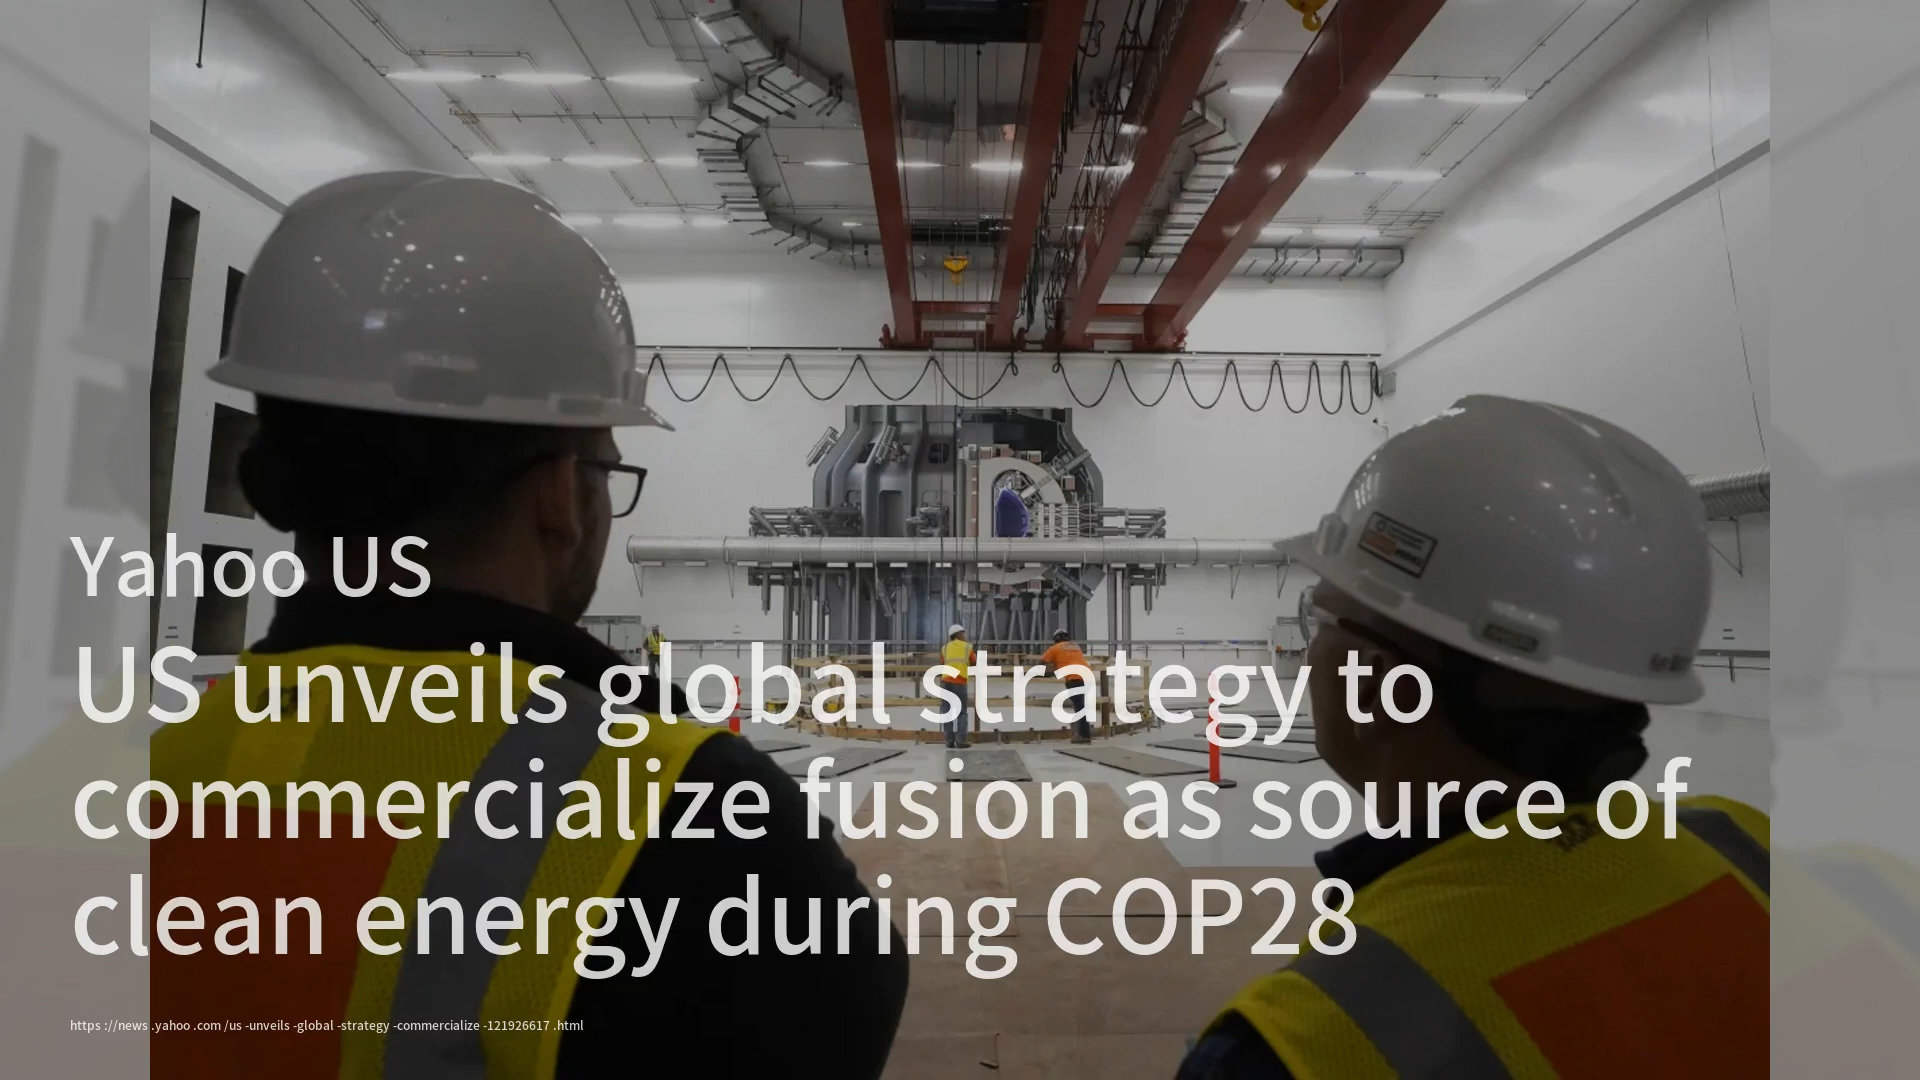 Yahoo US
US unveils global strategy to
commercialize fusion as source of
clean energy during COP28
https://news.yahoo.com/us-unveils-global-strategy-commercialize-121926617.html